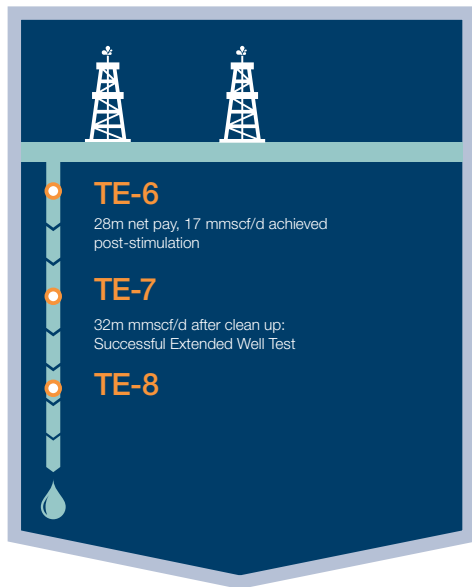 TE-6
28m net pay, 17 mmscf/d achieved
post-stimulation
TE-7
32m mmscf/d after clean up:
Successful Extended Well Test
TE-8